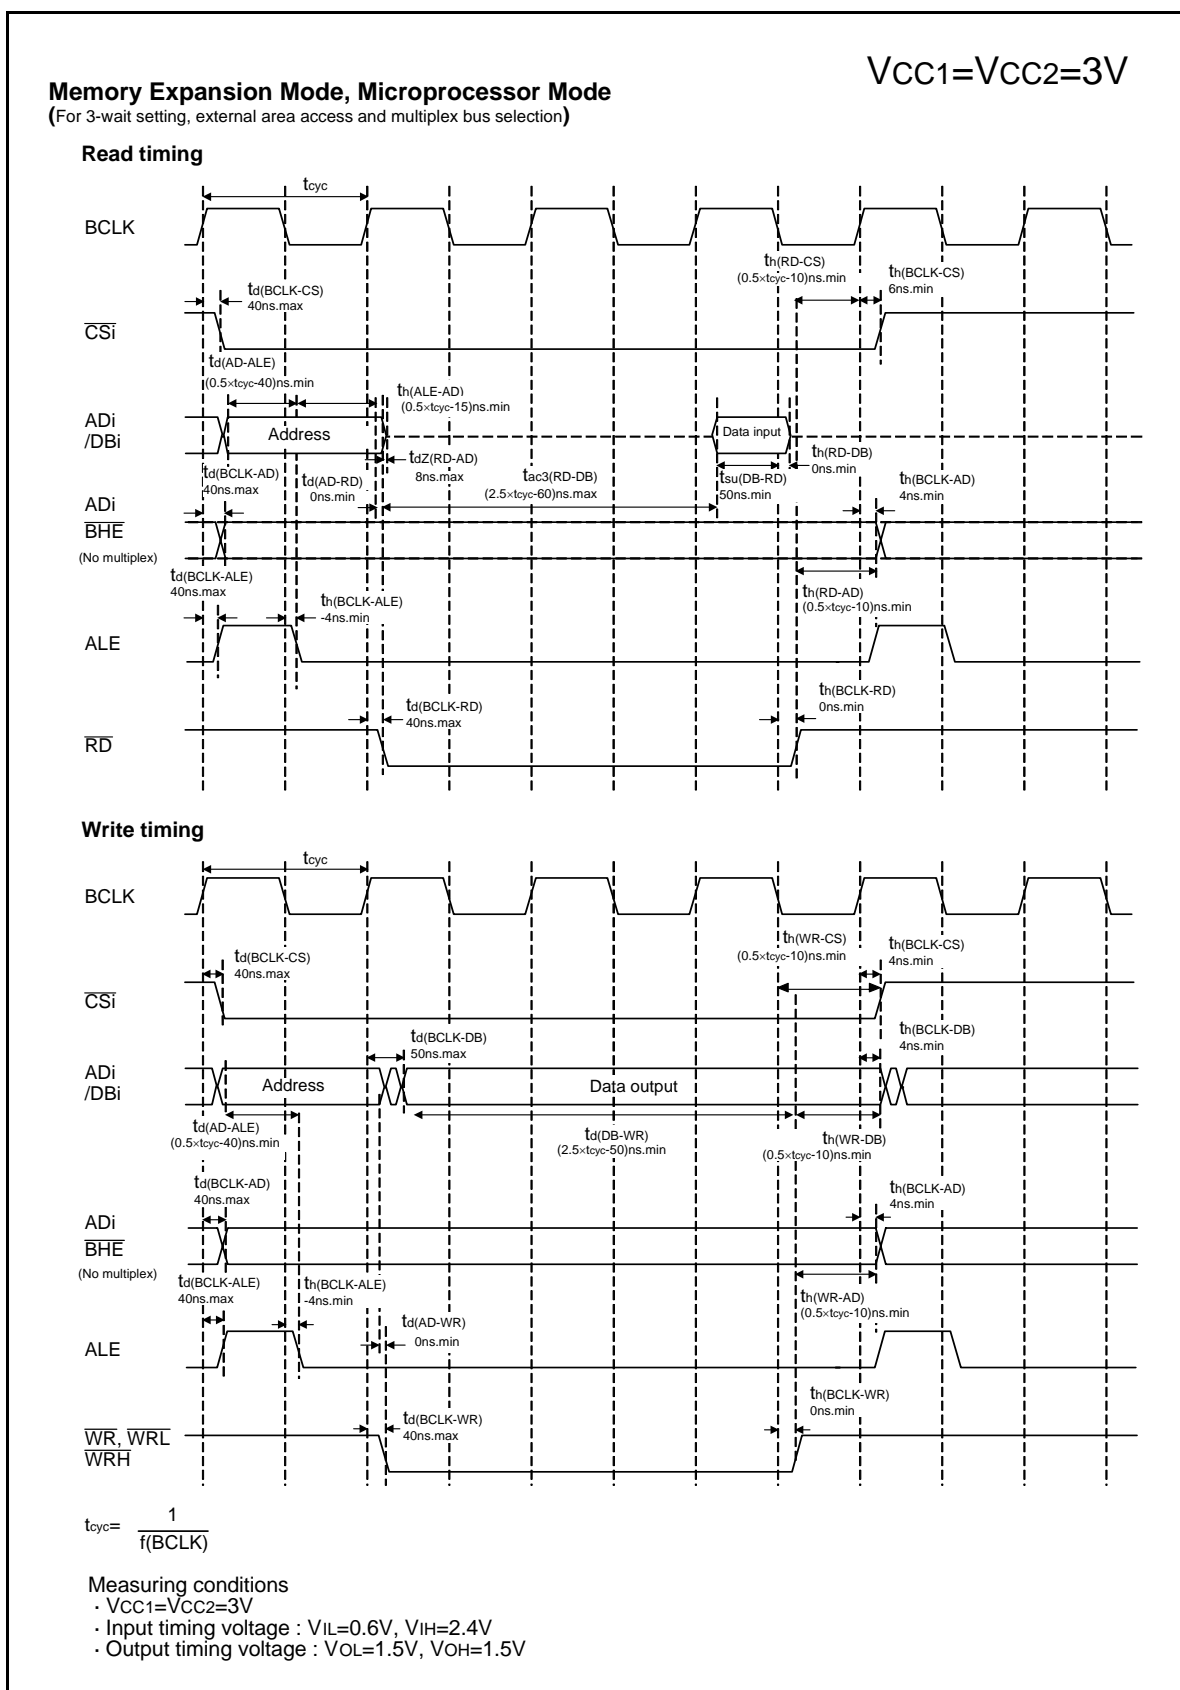 VCC1=VCC2=3V
Memory Expansion Mode, Microprocessor Mode
(For 3-wait setting, external area access and multiplex bus selection)
Read timing
tcyc
BCLK
th(RD-CS)
(0.5×tcyc-10)ns.min
th(BCLK-CS)
6ns.min
td(BCLK-CS)
40ns.max
CSi
td(AD-ALE)
(0.5×tcyc-40)ns.min
th(ALE-AD)
(0.5×tcyc-15)ns.min
ADi
/DBi
Address
Data input
td(BCLK-AD)
40ns.max
td(AD-RD)
0ns.min
tdZ(RD-AD)
8ns.max
tac3(RD-DB)
(2.5×tcyc-60)ns.max
tsu(DB-RD)
50ns.min
th(RD-DB)
0ns.min
th(BCLK-AD)
4ns.min
ADi
BHE
(No multiplex)
td(BCLK-ALE)
40ns.max
th(BCLK-ALE)
-4ns.min
th(RD-AD)
(0.5×tcyc-10)ns.min
ALE
td(BCLK-RD)
40ns.max
th(BCLK-RD)
0ns.min
RD
Write timing
tcyc
BCLK
td(BCLK-CS)
40ns.max
th(WR-CS)
(0.5×tcyc-10)ns.min
th(BCLK-CS)
4ns.min
CSi
td(BCLK-DB)
50ns.max
th(BCLK-DB)
4ns.min
ADi
/DBi
Address
Data output
td(AD-ALE)
(0.5×tcyc-40)ns.min
td(DB-WR)
(2.5×tcyc-50)ns.min
th(WR-DB)
(0.5×tcyc-10)ns.min
td(BCLK-AD)
40ns.max
th(BCLK-AD)
4ns.min
ADi
BHE
(No multiplex)
td(BCLK-ALE)
40ns.max
th(BCLK-ALE)
-4ns.min
td(AD-WR)
0ns.min
th(WR-AD)
(0.5×tcyc-10)ns.min
ALE
td(BCLK-WR)
40ns.max
th(BCLK-WR)
0ns.min
WR, WRL
WRH
tcyc= 1
f(BCLK)
Measuring conditions
· VCC1=VCC2=3V
· Input timing voltage : VIL=0.6V, VIH=2.4V
· Output timing voltage : VOL=1.5V, VOH=1.5V